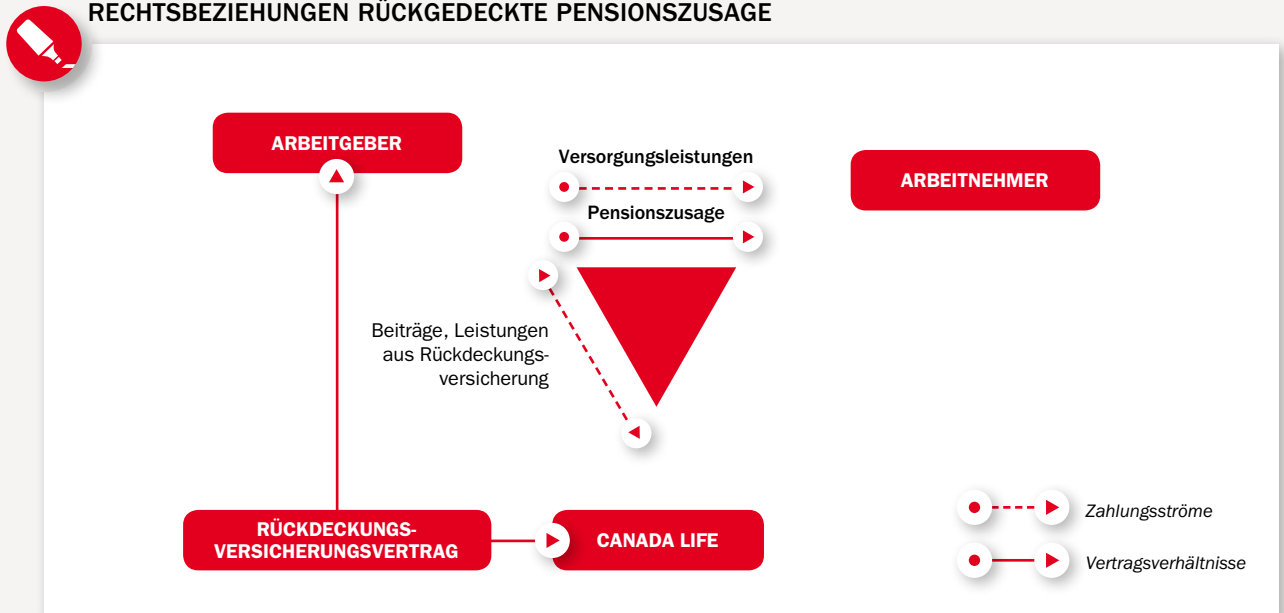 RECHTSBEZIEHUNGEN RÜCKGEDECKTE PENSIONSZUSAGE
ARBEITGEBER
Versorgungsleistungen
ARBEITNEHMER
Pensionszusage
Beiträge, Leistungen
aus Rückdeckungs-
versicherung
RÜCKDECKUNGS-
VERSICHERUNGSVERTRAG
CANADA LIFE
Zahlungsströme
Vertragsverhältnisse